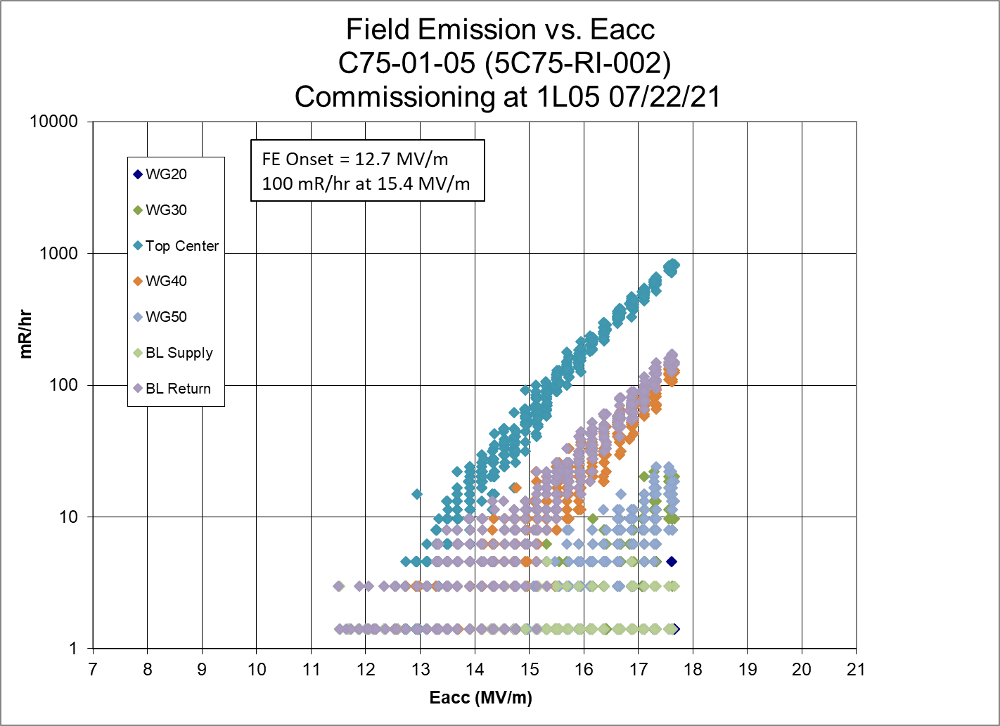 Field Emission vs. Eacc
C75-01-05 (5C75-RI-002)
Commissioning at 1L05 07/22/21
10000
1000
100
10
1
mR/hr
FE Onset = 12.7 MV/m
100 mR/hr at 15.4 MV/m
WG20
WG30
Top Center
WG40
WG50
BL Supply
BL Return
7 8 9 10 11 12 13 14 15 16 17 18 19 20 21
Eacc (MV/m)